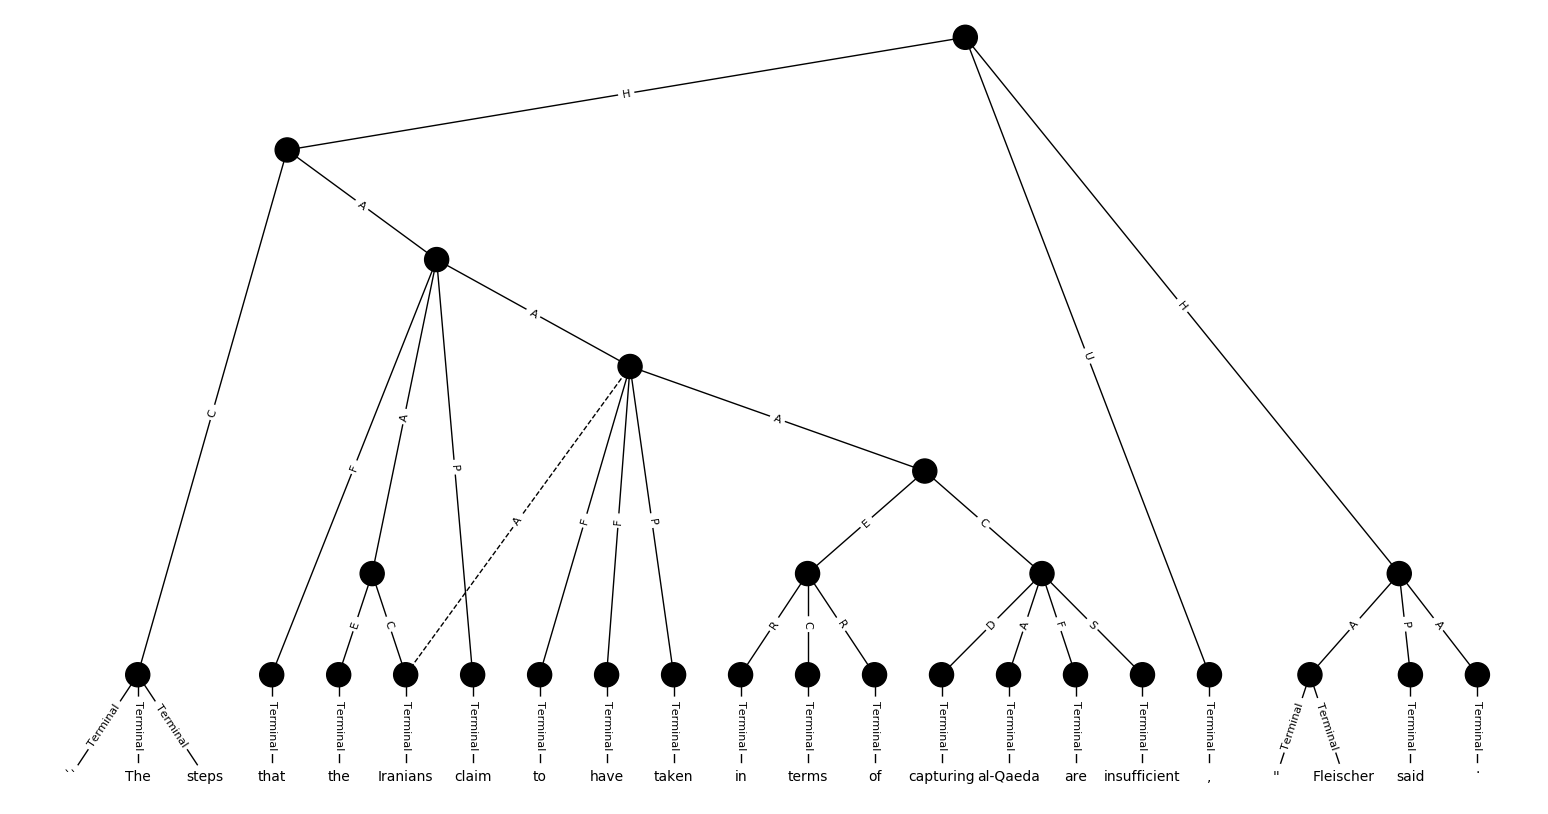 H
A
C
A
H
U
F
A
P
A
A
F
F
P
E
C
E
C
R
C
R
D
A
F
S
A
P
A
Terminal Terminal Terminal Terminal Terminal Terminal Terminal Terminal Terminal Terminal Terminal Terminal Terminal Terminal Terminal Terminal Terminal Terminal Terminal Terminal Terminal Terminal
`` The steps that the Iranians claim to have taken in terms of capturing al-Qaeda are insufficient , " Fleischer said .